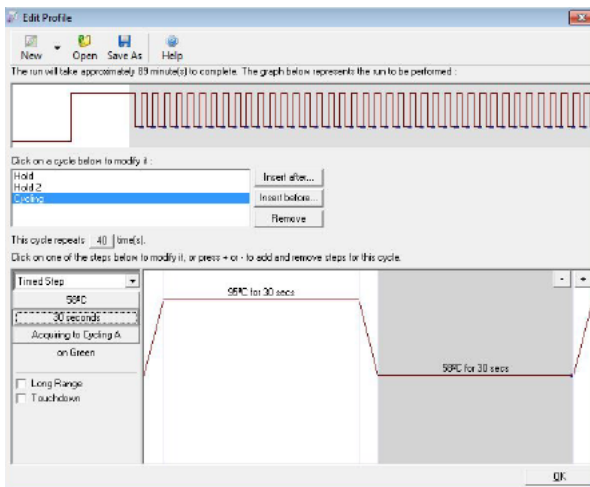 Edit Profile
New Open Save As Help
The run will take approximately 89 minute(s) to complete. The graph below represents the run to be performed :
Click on a cycle below to modify it :
Hold
Hold 2
Cycling
Insert after...
Insert before...
Remove
This cycle repeats 40 time(s).
Click on one of the steps below to modify it, or press + or - to add and remove steps for this cycle.
Timed Step
58ºC
30 seconds
Acquiring to Cycling A
on Green
Long Range
Touchdown
95ºC for 30 secs
58ºC for 30 secs
- +
OK